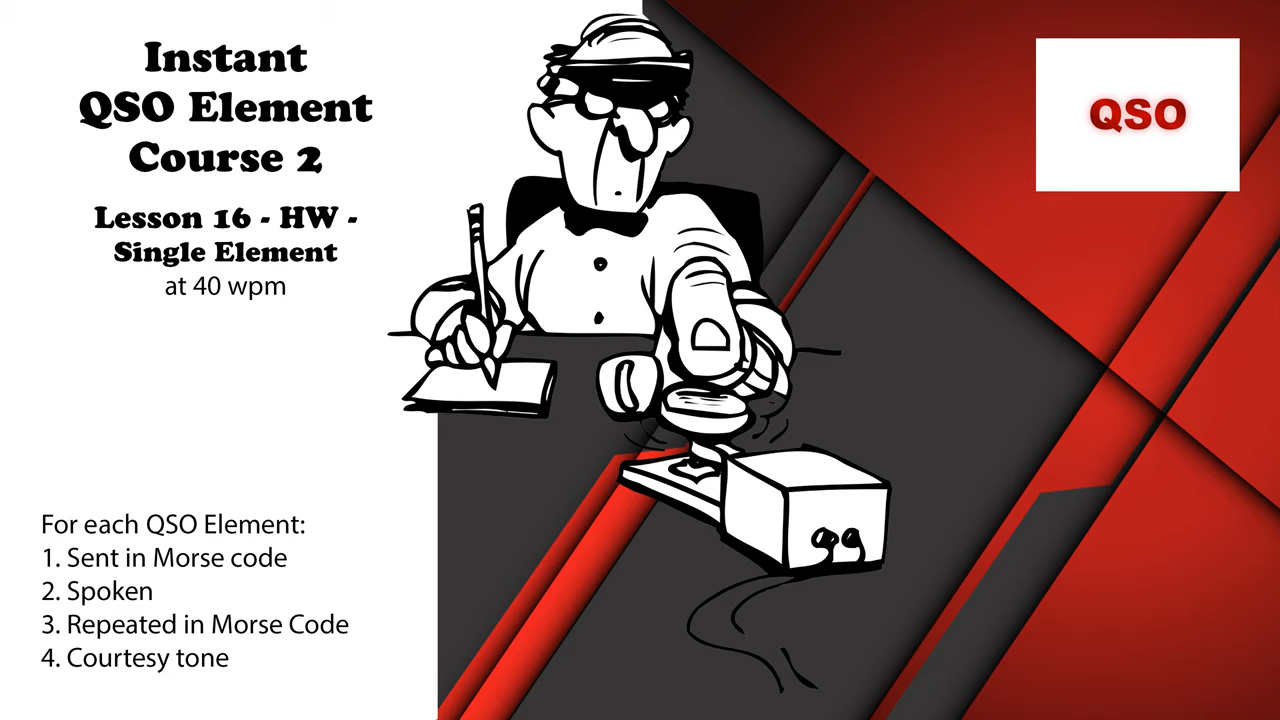 Instant
QSO Element
Course 2
Lesson 16 - HW -
Single Element
at 40 wpm
QSO
For each QSO Element:
1. Sent in Morse code
2. Spoken
3. Repeated in Morse Code
4. Courtesy tone